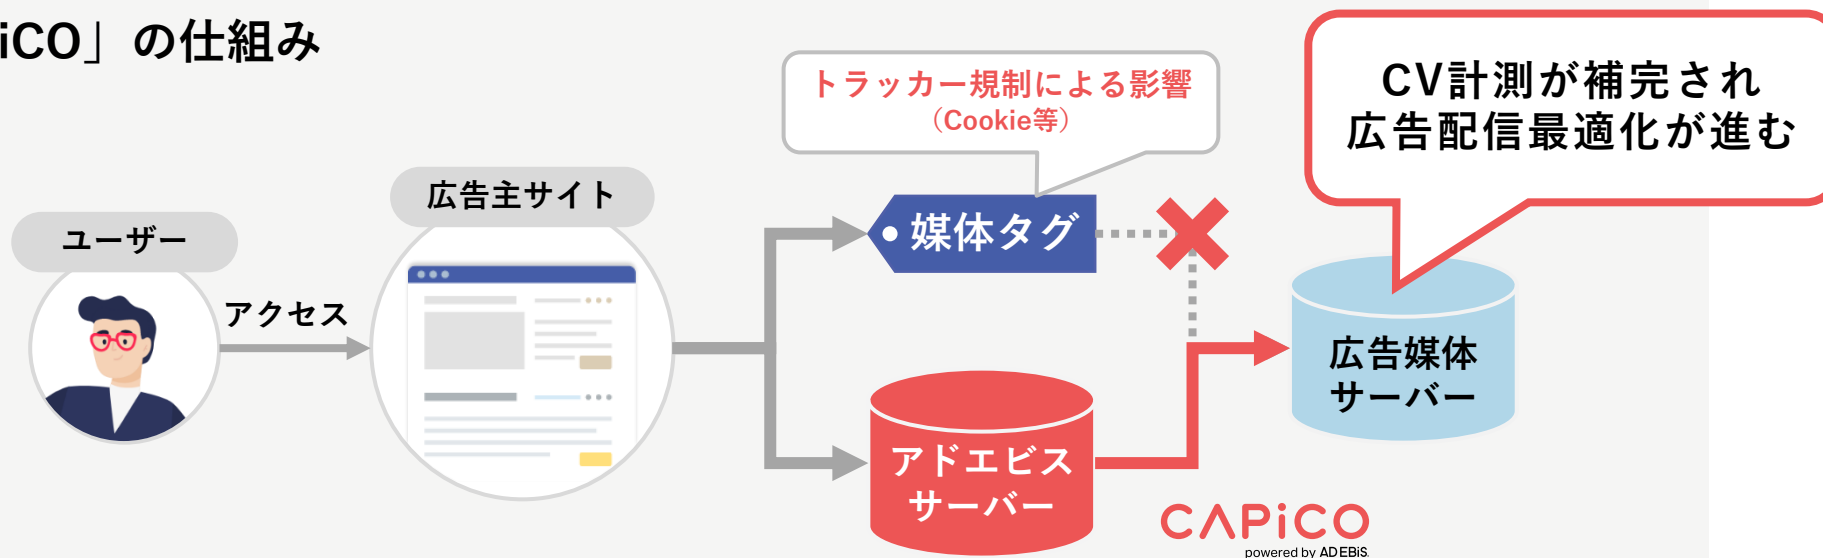 iCO」の仕組み
トラッカー規制による影響
（Cookie等）
CV計測が補完され
広告配信最適化が進む
ユーザー
アクセス
広告主サイト
媒体タグ
アドエビス
サーバー
広告媒体
サーバー
CAPiCO
powered by ADEBiS.